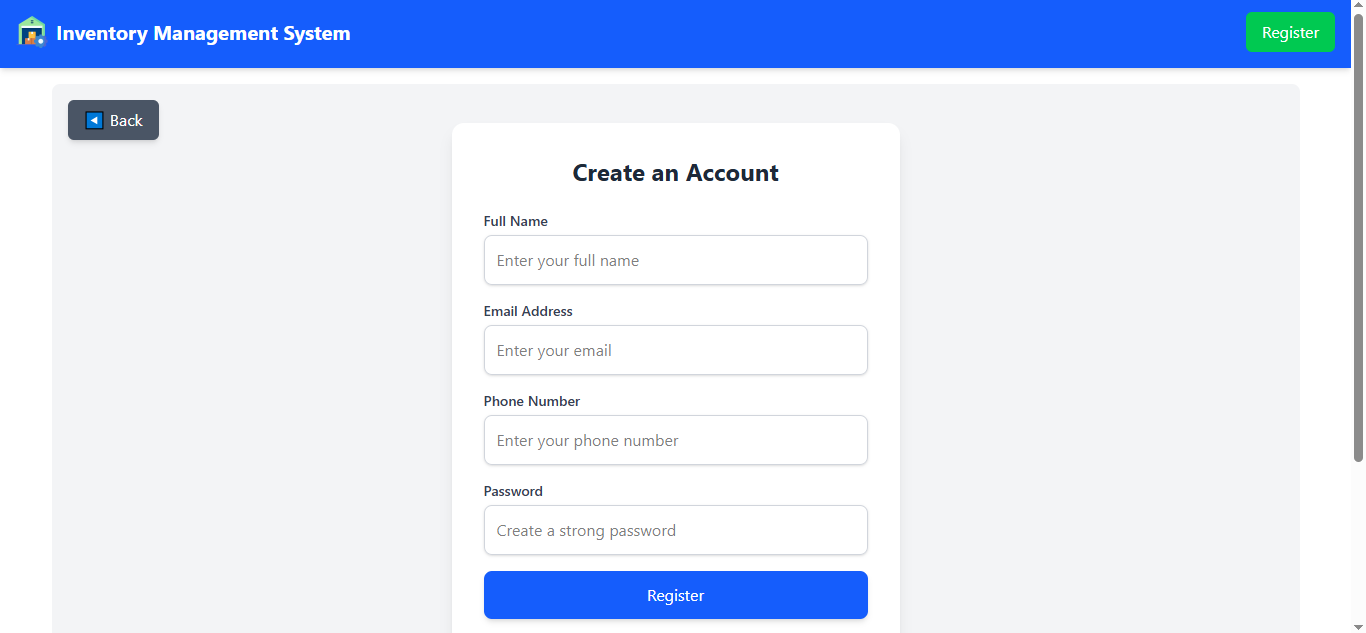 Inventory Management System
Register
Back
Create an Account
Full Name
Enter your full name
Email Address
Enter your email
Phone Number
Enter your phone number
Password
Create a strong password
Register